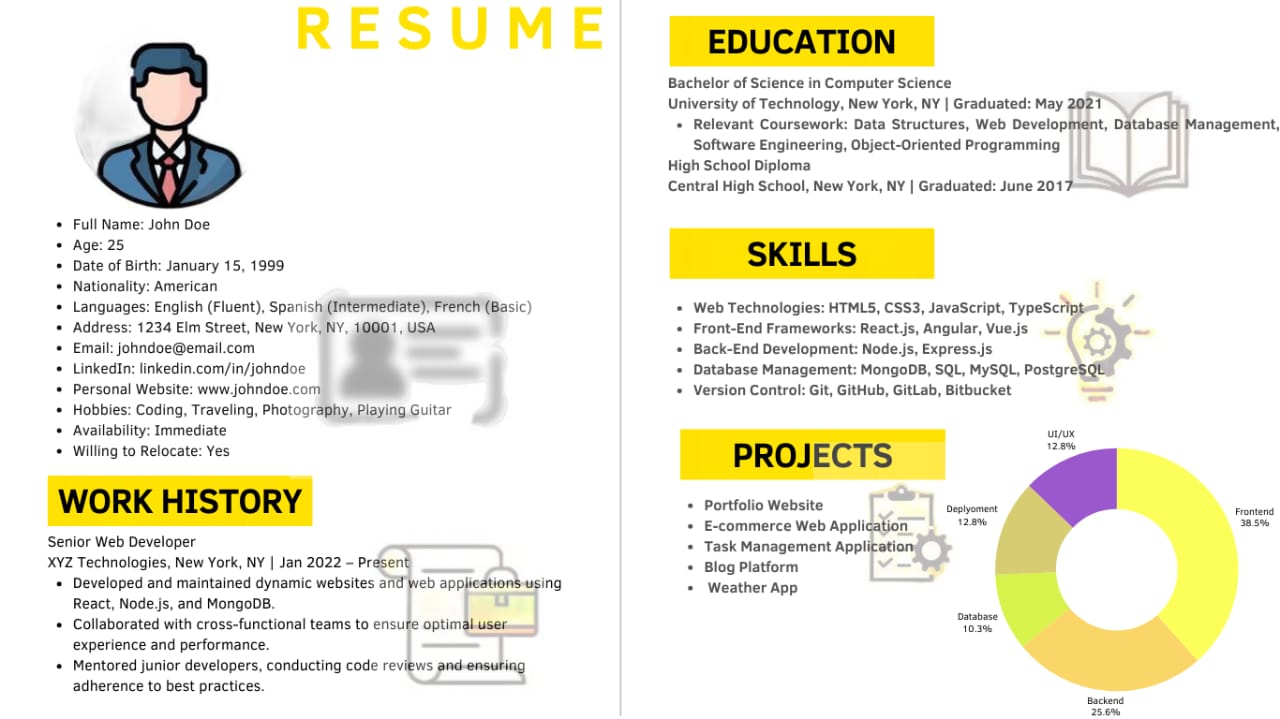 RESUME
• Full Name: John Doe
• Age: 25
• Date of Birth: January 15, 1999
• Nationality: American
• Languages: English (Fluent), Spanish (Intermediate), French (Basic)
• Address: 1234 Elm Street, New York, NY, 10001, USA
• Email: johndoe@email.com
• LinkedIn: linkedin.com/in/johndoe
• Personal Website: www.johndoe.com
• Hobbies: Coding, Traveling, Photography, Playing Guitar
• Availability: Immediate
• Willing to Relocate: Yes
WORK HISTORY
Senior Web Developer
XYZ Technologies, New York, NY | Jan 2022 – Present
• Developed and maintained dynamic websites and web applications using
React, Node.js, and MongoDB.
• Collaborated with cross-functional teams to ensure optimal user
experience and performance.
• Mentored junior developers, conducting code reviews and ensuring
adherence to best practices.
EDUCATION
Bachelor of Science in Computer Science
University of Technology, New York, NY | Graduated: May 2021
• Relevant Coursework: Data Structures, Web Development, Database Management,
Software Engineering, Object-Oriented Programming
High School Diploma
Central High School, New York, NY | Graduated: June 2017
SKILLS
• Web Technologies: HTML5, CSS3, JavaScript, TypeScript
• Front-End Frameworks: React.js, Angular, Vue.js
• Back-End Development: Node.js, Express.js
• Database Management: MongoDB, SQL, MySQL, PostgreSQL
• Version Control: Git, GitHub, GitLab, Bitbucket
PROJECTS
• Portfolio Website
• E-commerce Web Application
• Task Management Application
• Blog Platform
• Weather App
UI/UX
12.8%
Frontend
38.5%
Deplyoment
12.8%
Database
10.3%
Backend
25.6%